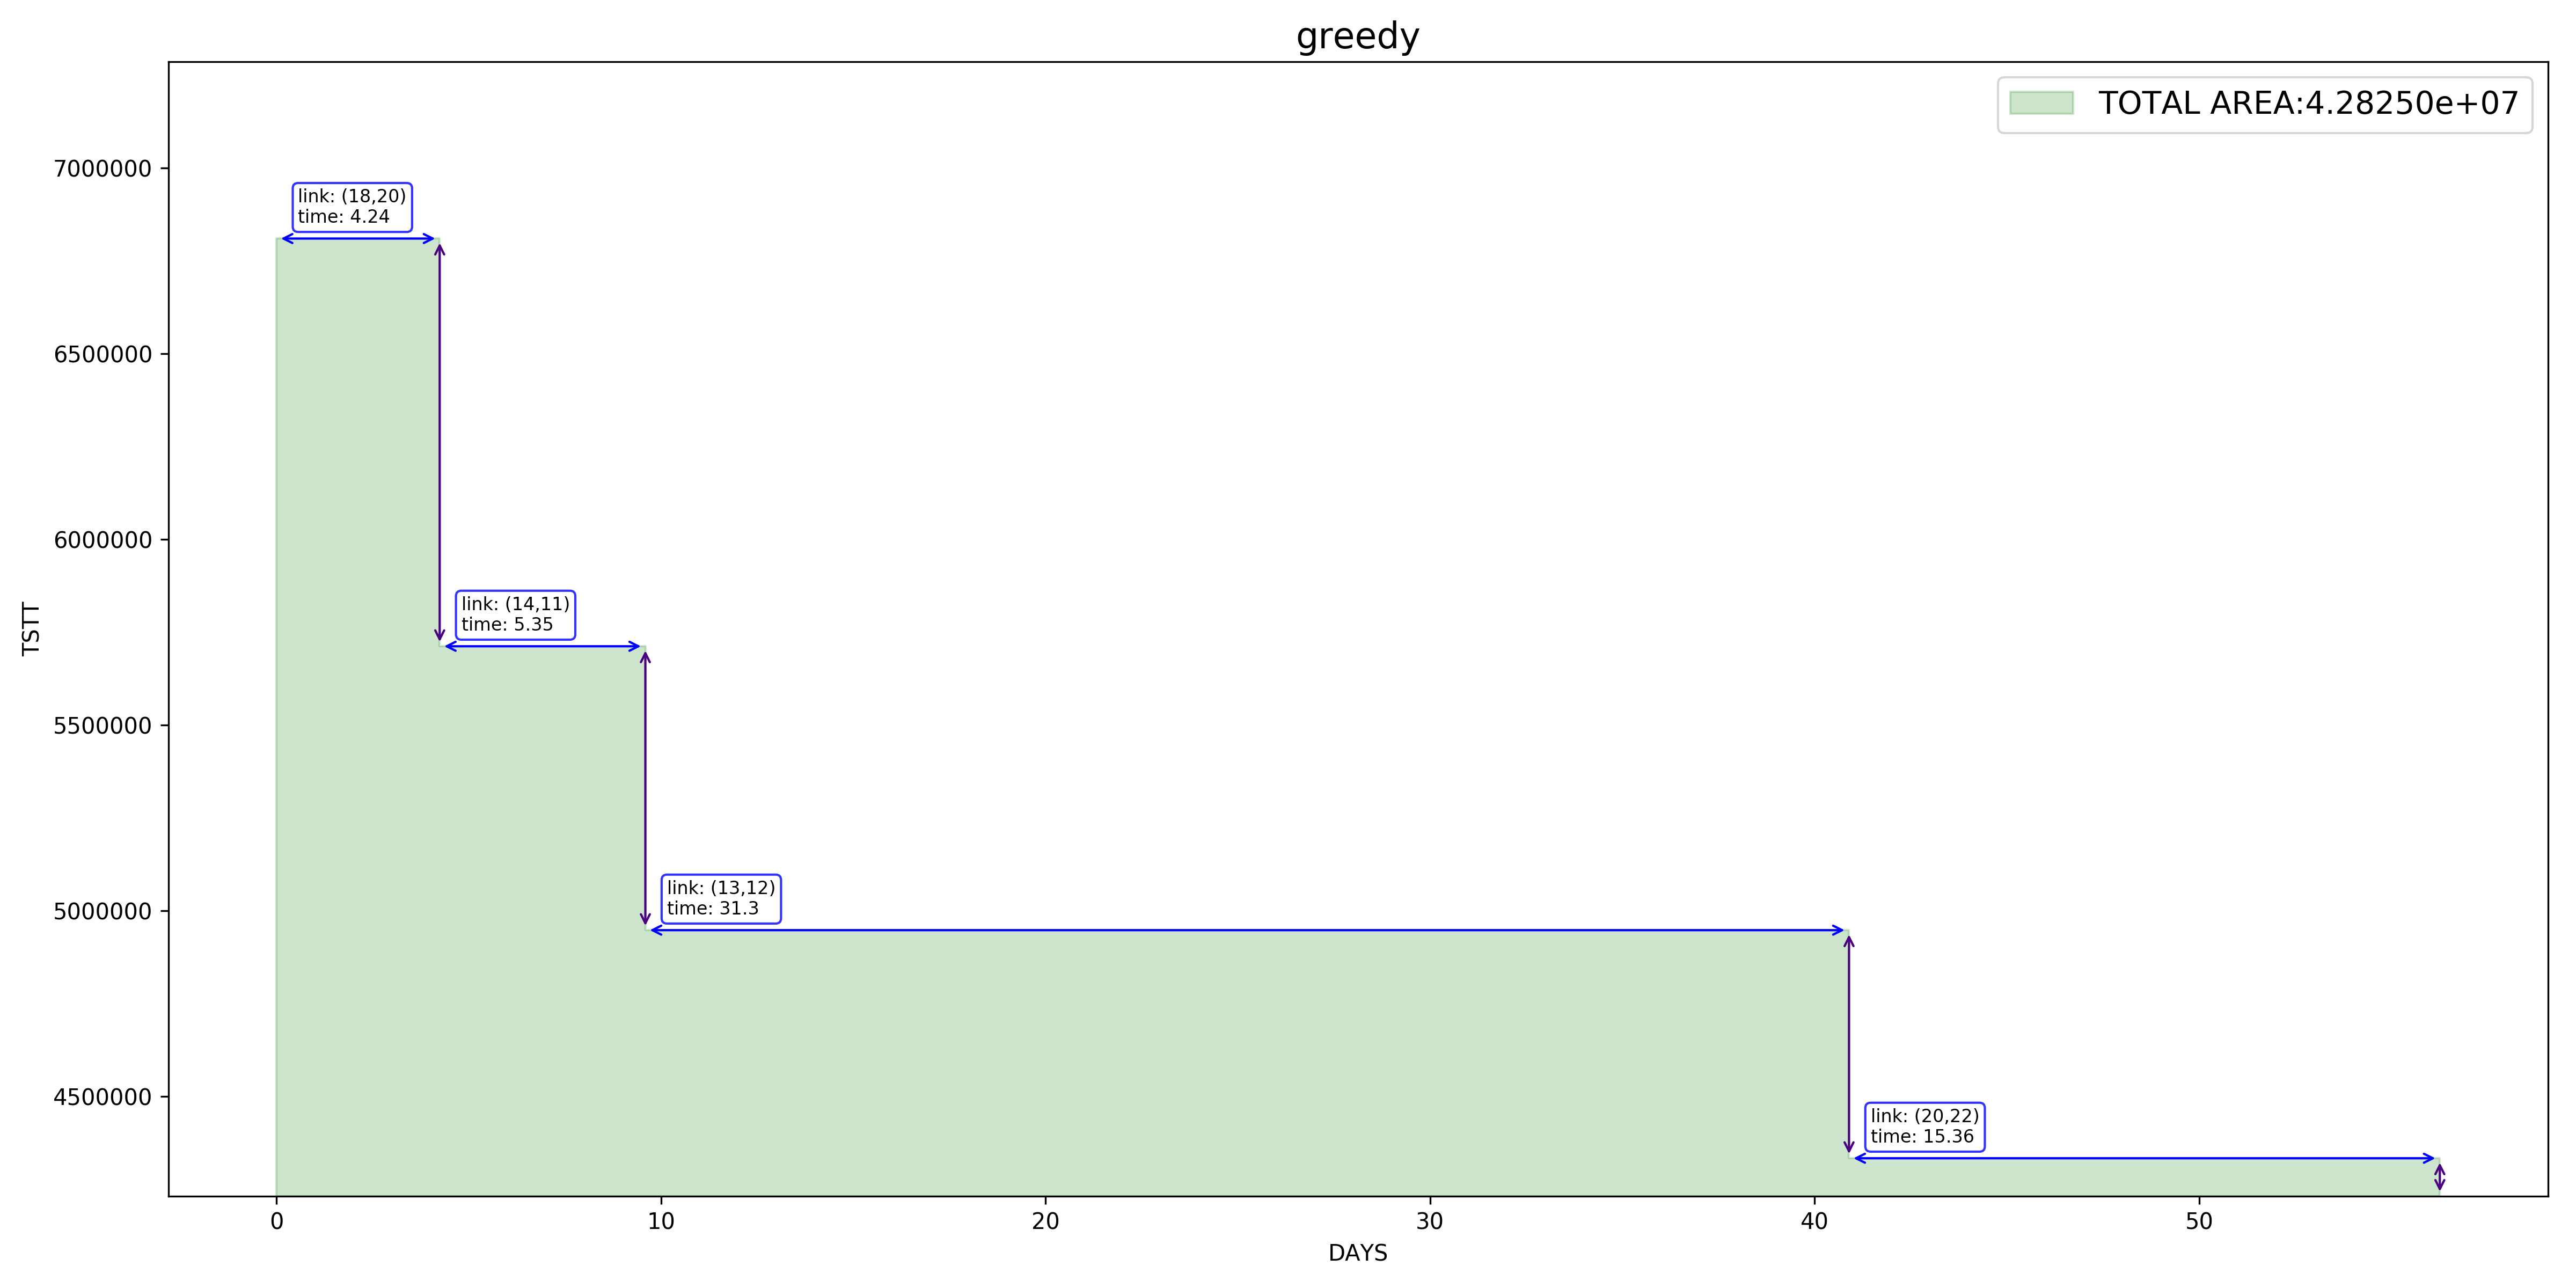 greedy
TOTAL AREA:4.28250e+07
7000000
link: (18,20)
time: 4.24
6500000
6000000
link: (14,11)
time: 5.35
TSTT
5500000
link: (13,12)
time: 31.3
5000000
4500000
link: (20,22)
time: 15.36
0
10
20
30
40
50
DAYS